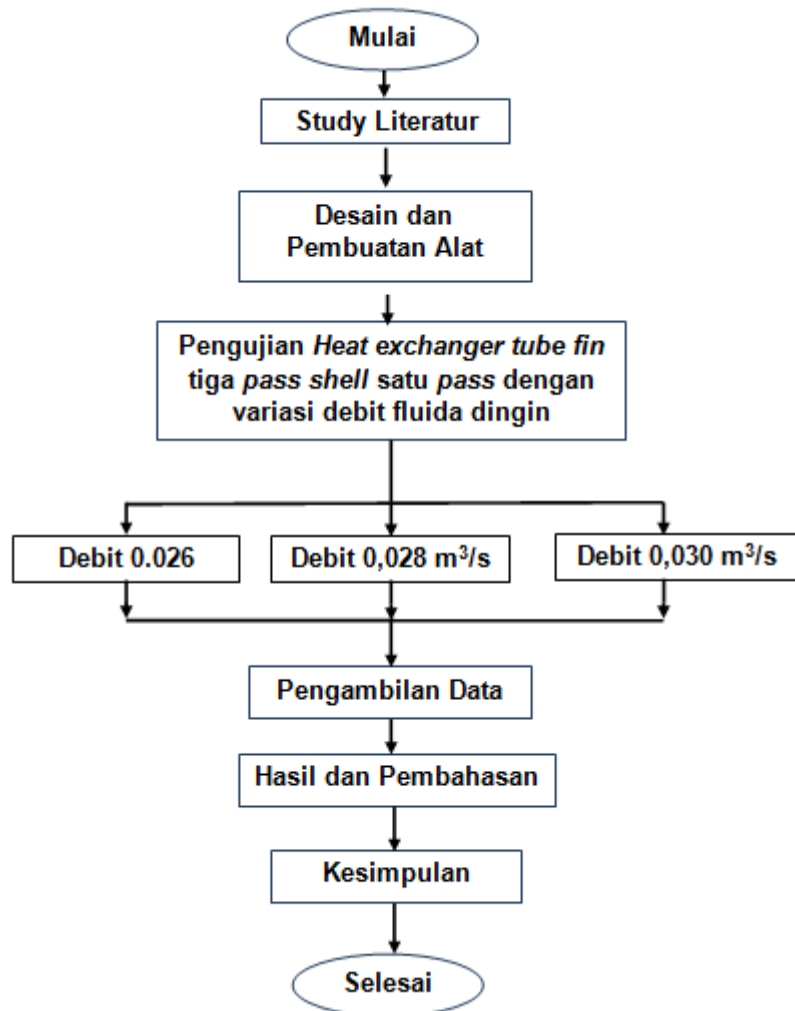 Mulai
Study Literatur
Desain dan
Pembuatan Alat
Pengujian Heat exchanger tube fin
tiga pass shell satu pass dengan
variasi debit fluida dingin
Debit 0.026
Debit 0,028 m³/s
Debit 0,030 m³/s
Pengambilan Data
Hasil dan Pembahasan
Kesimpulan
Selesai